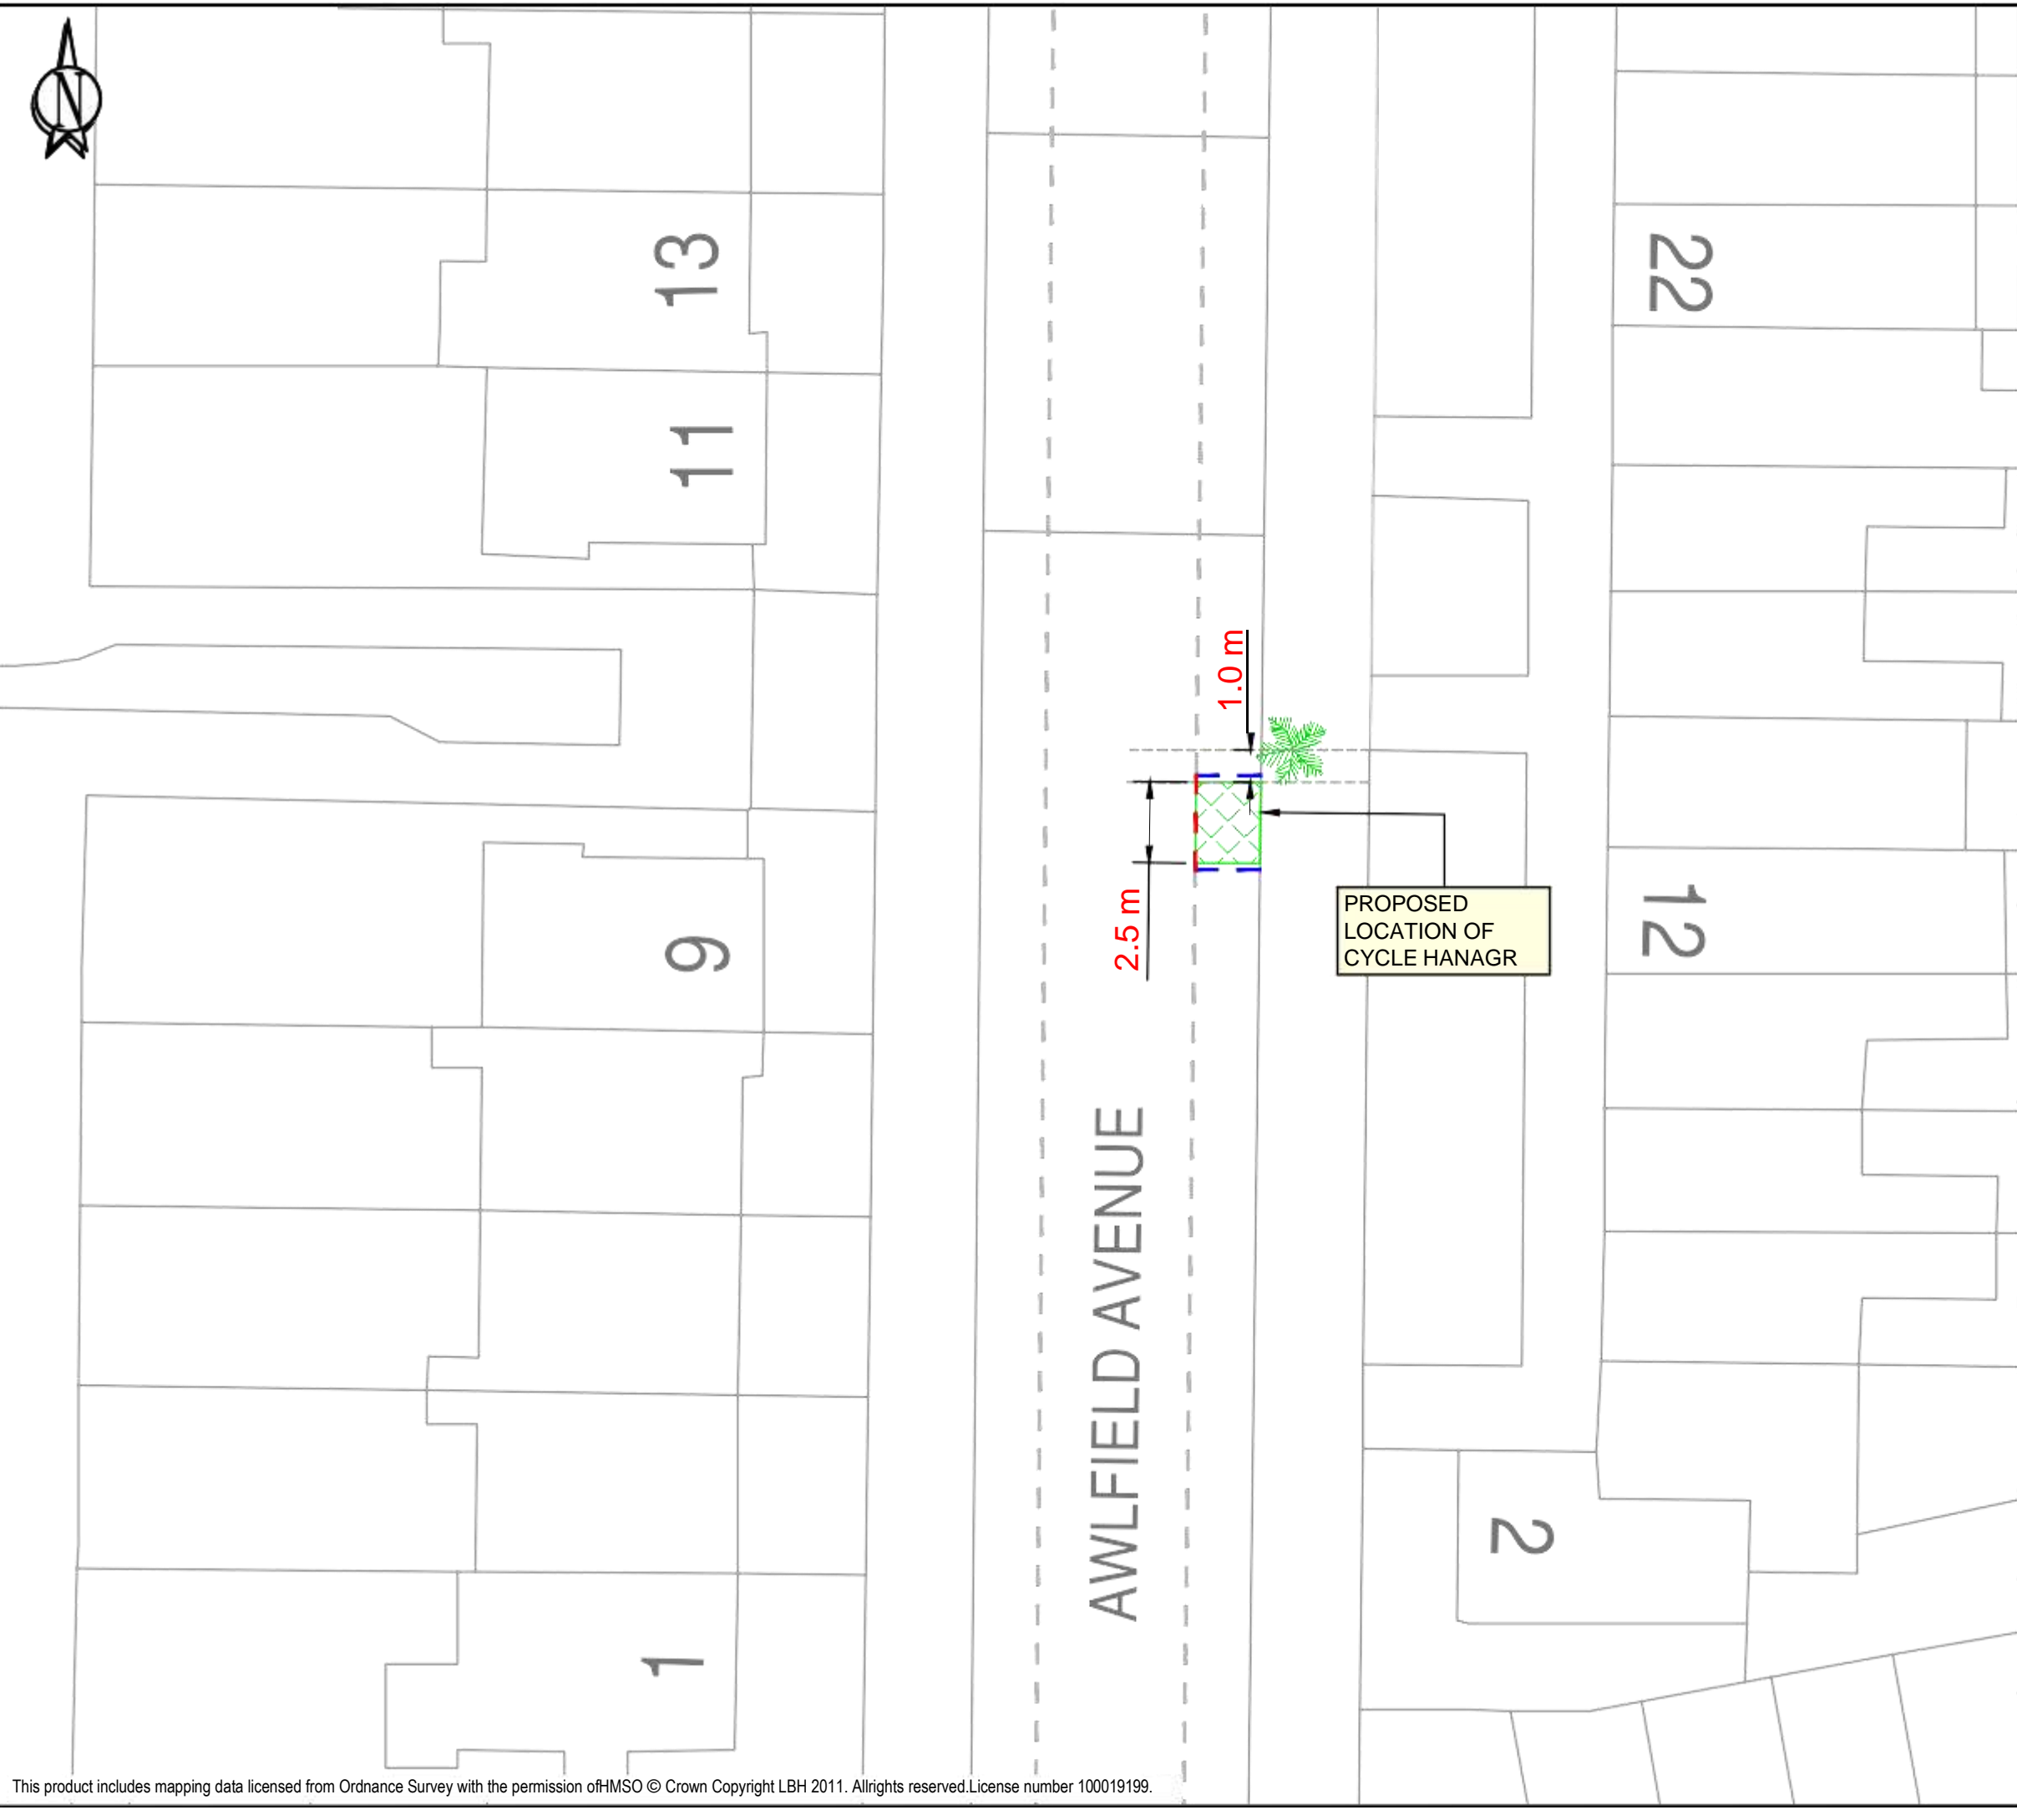 N
13
22
11
1.0 m
PROPOSED
LOCATION OF
CYCLE HANAGR
2.5 m
9
12
AWLFIELD AVENUE
2
1
This product includes mapping data licensed from Ordnance Survey with the permission ofHMSO © Crown Copyright LBH 2011. Allrights reserved.License number 100019199.